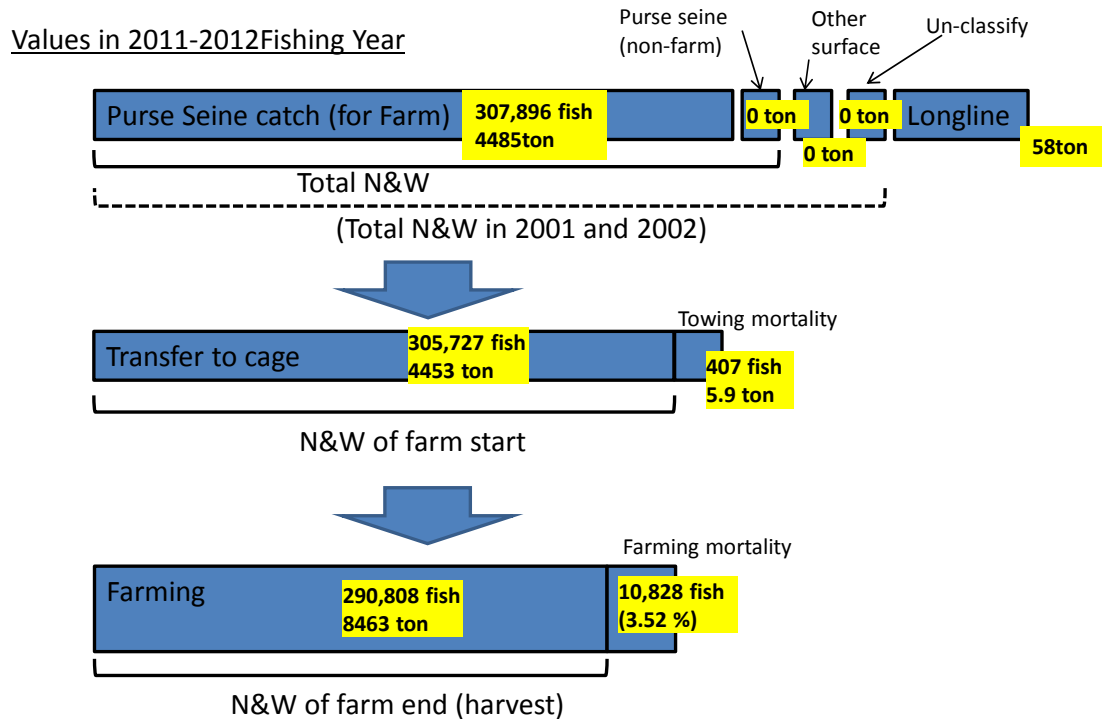 Values in 2011-2012Fishing Year
Purse seine
(non-farm)
Other
surface
Un-classify
Purse Seine catch (for Farm)
307,896 fish
4485ton
0 ton
0 ton
0 ton
Longline
58ton
Total N&W
(Total N&W in 2001 and 2002)
Transfer to cage
305,727 fish
4453 ton
Towing mortality
407 fish
5.9 ton
N&W of farm start
Farming mortality
Farming
290,808 fish
8463 ton
10,828 fish
(3.52 %)
N&W of farm end (harvest)